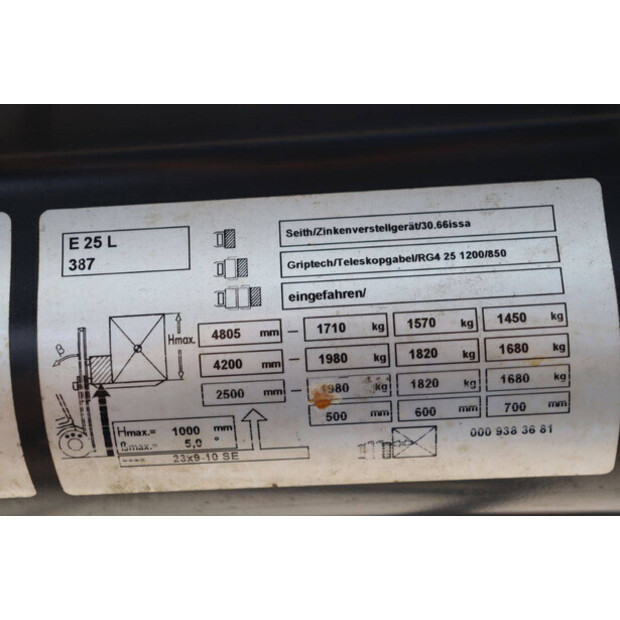 E 25 L
387
Seith/Zinkenverstellgerät/30.66issa
Griptech/Teleskopgabel/RG4 25 1200/850
eingefahren/
Hmax.
4805 mm – 1710 kg 1570 kg 1450 kg
4200 mm – 1980 kg 1820 kg 1680 kg
2500 mm 1980 kg 1820 kg 1680 kg
500 mm 600 mm 700 mm
ß
Hmax.= 1000 mm
ßmax.= 5,0 °
23x9-10 SE
000 938 36 81